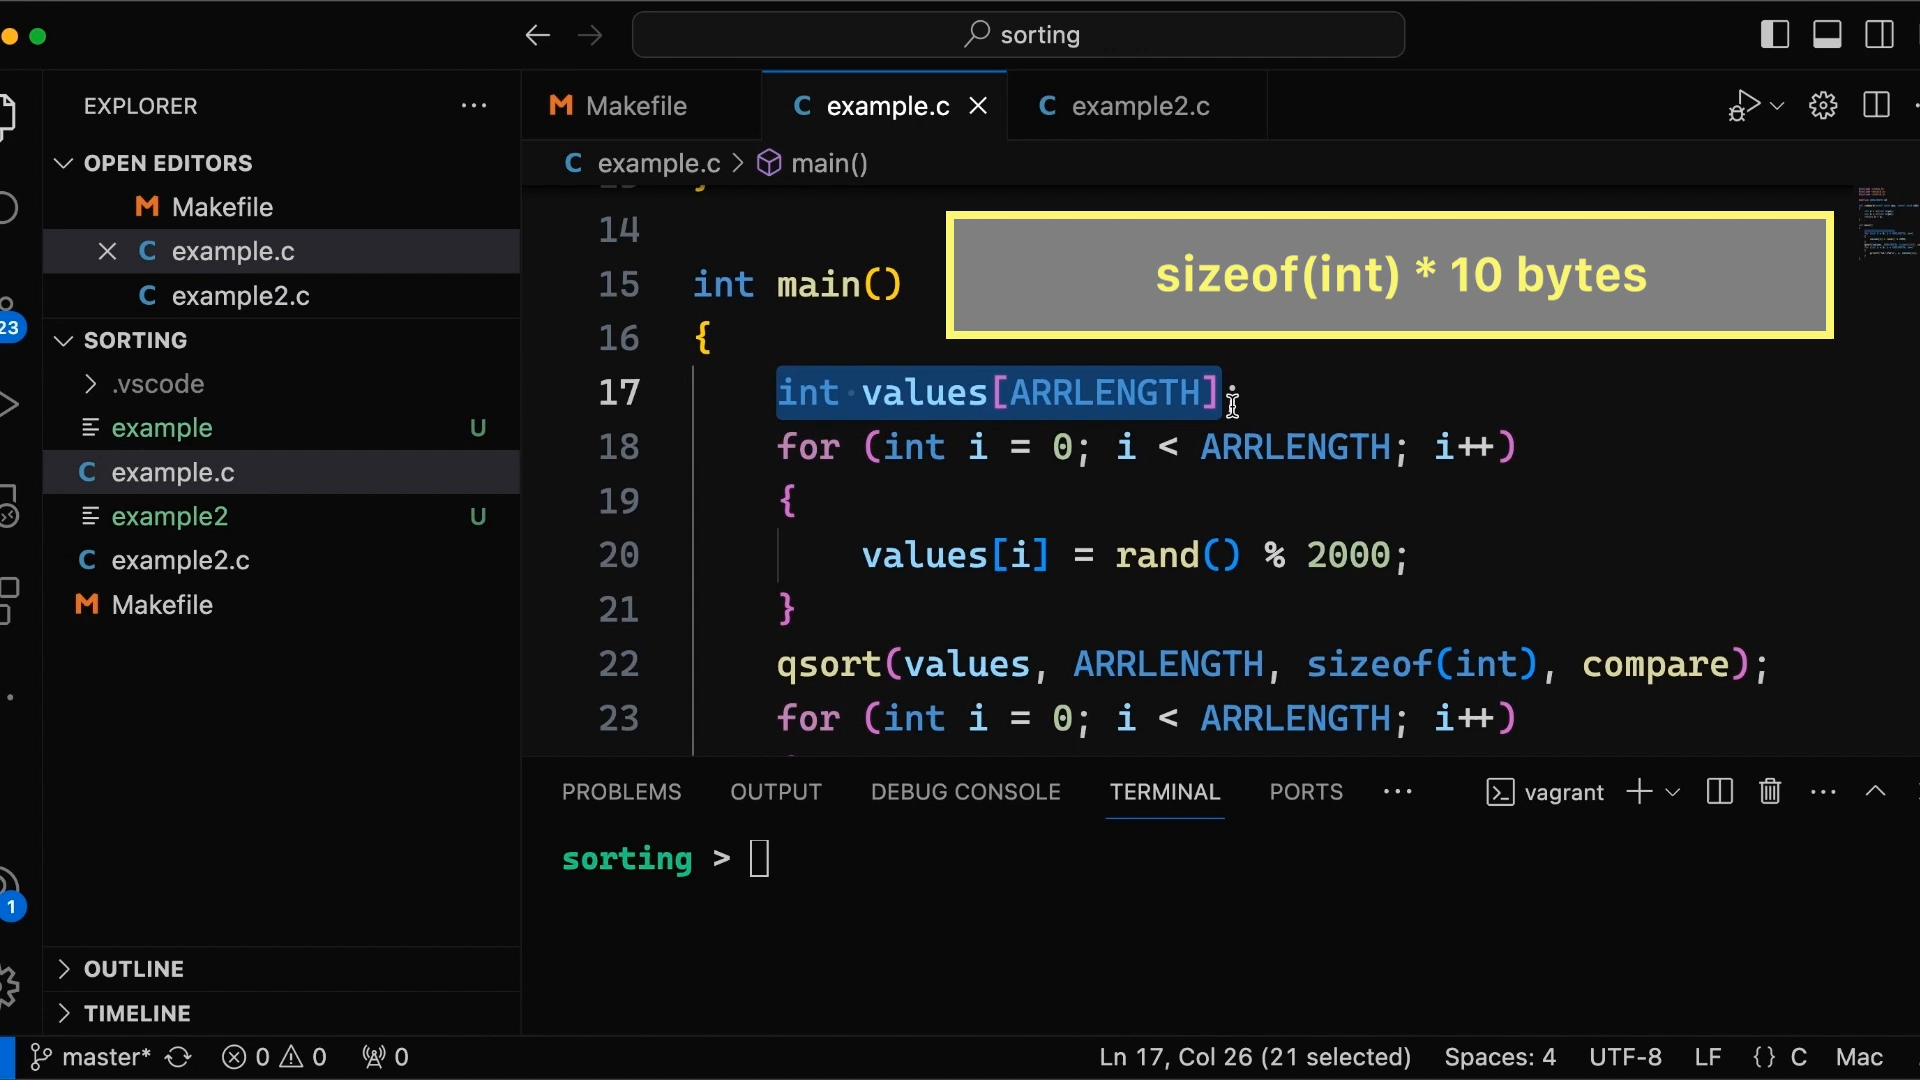 sorting
EXPLORER
Makefile
example.c
example2.c
OPEN EDITORS
example.c > main()
Makefile
example.c
example2.c
23
SORTING
.vscode
example U
example.c
example2 U
example2.c
Makefile
14
sizeof(int) * 10 bytes
15 int main()
16 {
17 int values[ARRLENGTH];
18 for (int i = 0; i < ARRLENGTH; i++)
19 {
20 values[i] = rand() % 2000;
21 }
22 qsort(values, ARRLENGTH, sizeof(int), compare);
23 for (int i = 0; i < ARRLENGTH; i++)
PROBLEMS OUTPUT DEBUG CONSOLE TERMINAL PORTS ... vagrant
sorting >
1
OUTLINE
TIMELINE
master* 0 0 0 Ln 17, Col 26 (21 selected) Spaces: 4 UTF-8 LF {} C Mac